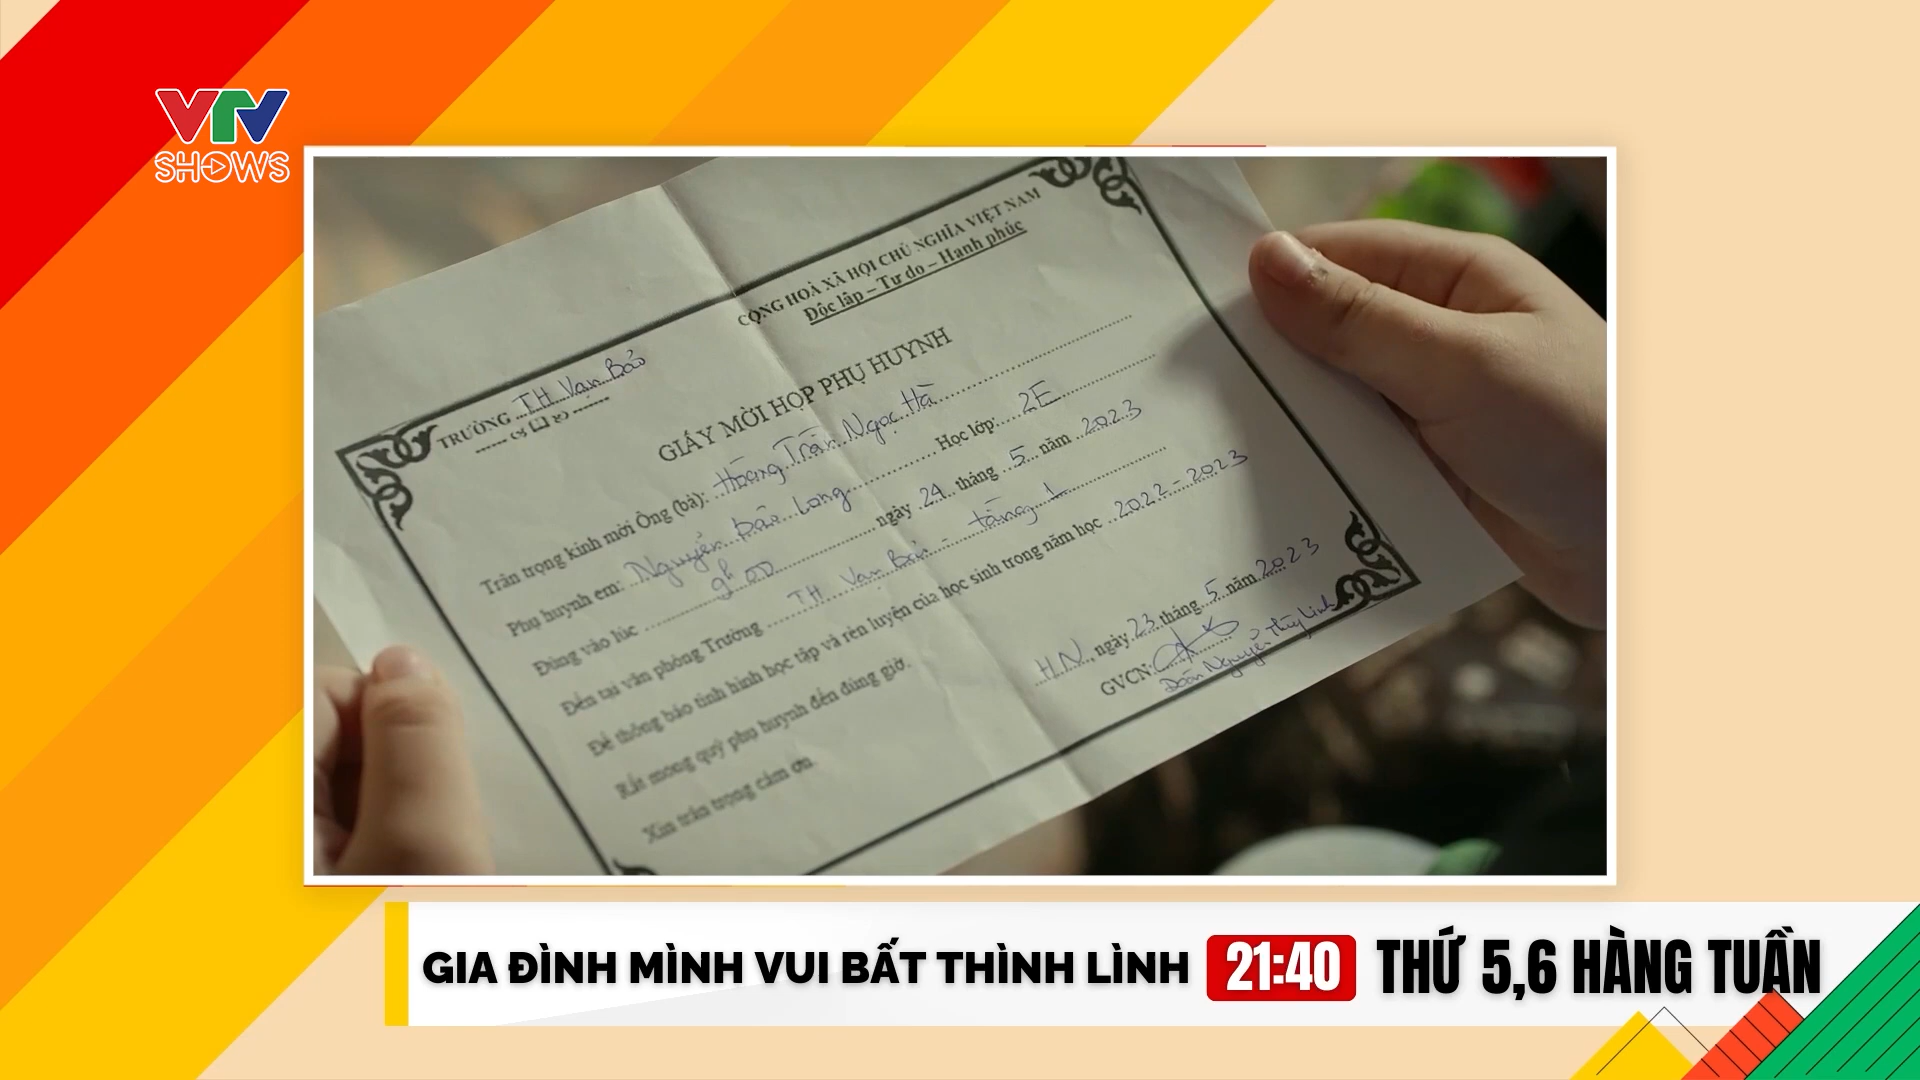 VTV
SHOWS
CỘNG HOÀ XÃ HỘI CHỦ NGHĨA VIỆT NAM
Độc lập – Tự do – Hạnh phúc
TRƯỜNG TH Vạn Bảo
GIẤY MỜI HỌP PHỤ HUYNH
Trân trọng kính mời Ông (bà): Hoàng Trần Ngọc Hà
Phụ huynh em: Nguyễn Bảo Long Học lớp: 2E
Đúng vào lúc 9h00 ngày 24 tháng 5 năm 2023
Đến tại văn phòng Trường TH Vạn Bảo - tầng 1
Để thông báo tình hình học tập và rèn luyện của học sinh trong năm học 2022 - 2023
Rất mong quý phụ huynh đến đúng giờ.
Xin trân trọng cảm ơn.
H.N, ngày 23 tháng 5 năm 2023
GVCN:
Đoàn Nguyễn Thùy Linh
GIA ĐÌNH MÌNH VUI BẤT THÌNH LÌNH 21:40 THỨ 5,6 HÀNG TUẦN